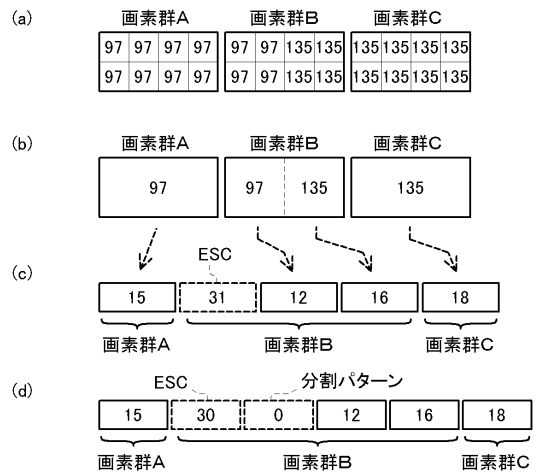 (a)
画素群A 画素群B 画素群C
97 97 97 97 97 97 135 135 135 135 135 135
97 97 97 97 97 97 135 135 135 135 135 135
(b)
画素群A 画素群B 画素群C
97 97 135 135
ESC
(c)
15 31 12 16 18
画素群A 画素群B 画素群C
ESC 分割パターン
(d)
15 30 0 12 16 18
画素群A 画素群B 画素群C